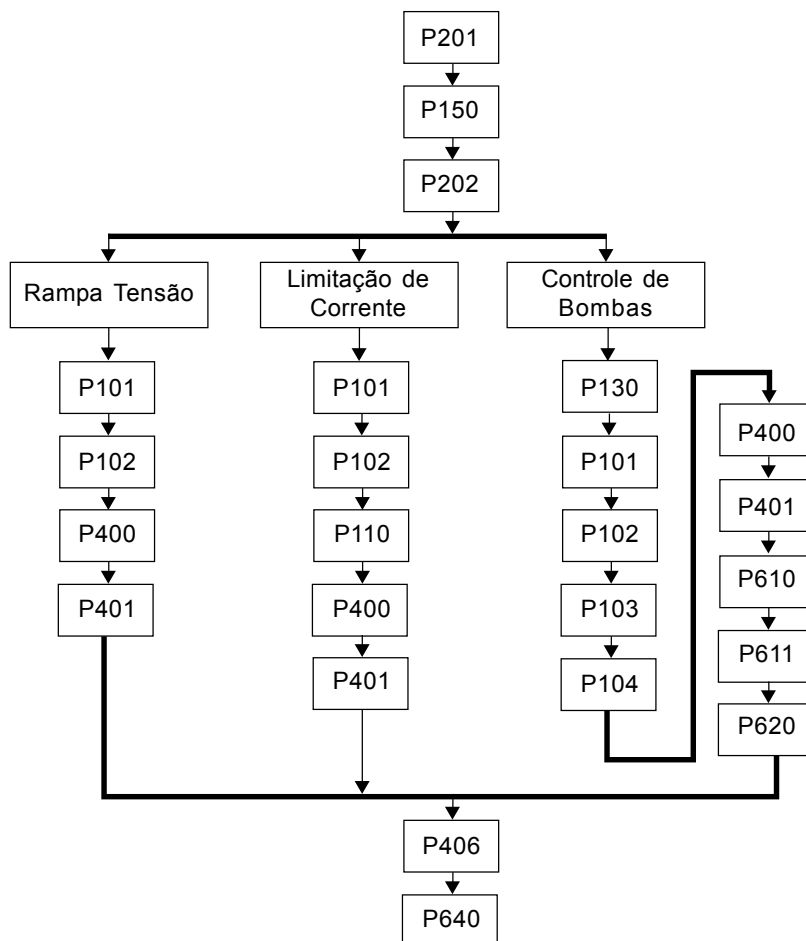 P201
P150
P202
Rampa Tensão
Limitação de
Corrente
Controle de
Bombas
P101
P102
P400
P401
P101
P102
P110
P400
P401
P130
P101
P102
P103
P104
P400
P401
P610
P611
P620
P406
P640